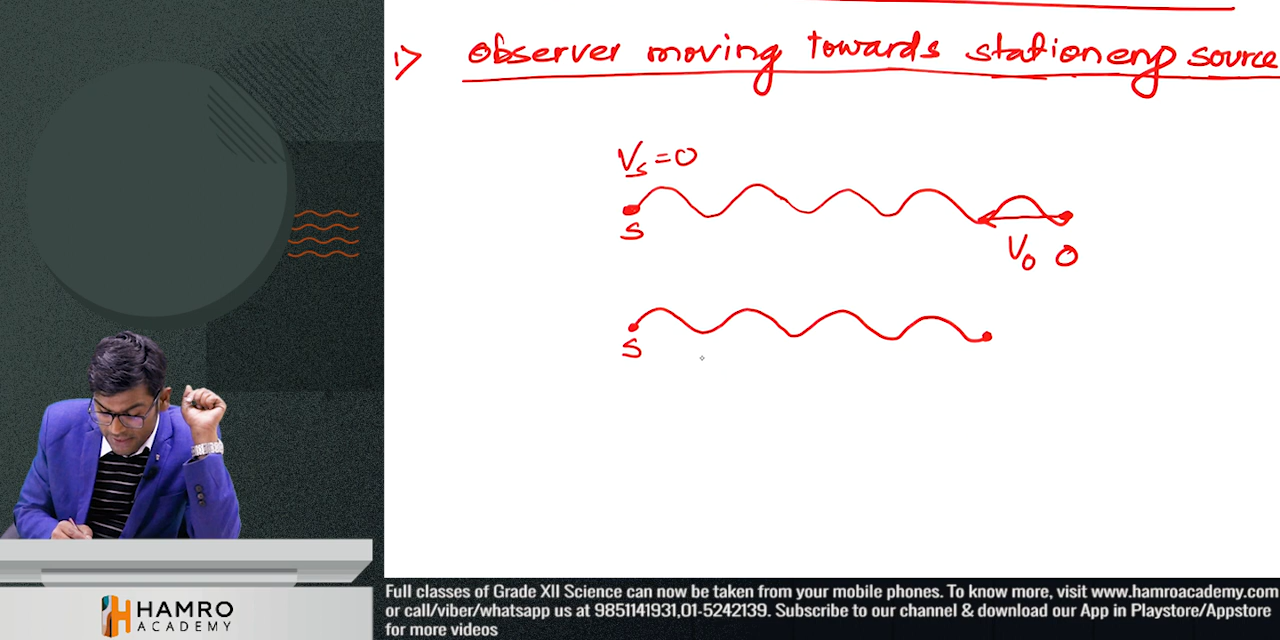 1) Observer moving towards stationery source
Vs=0
S
Vo O
S
HAMRO
ACADEMY
Full classes of Grade XII Science can now be taken from your mobile phones. To know more, visit www.hamroacademy.com
or call/viber/whatsapp us at 9851141931,01-5242139. Subscribe to our channel & download our App in Playstore/Appstore
for more videos